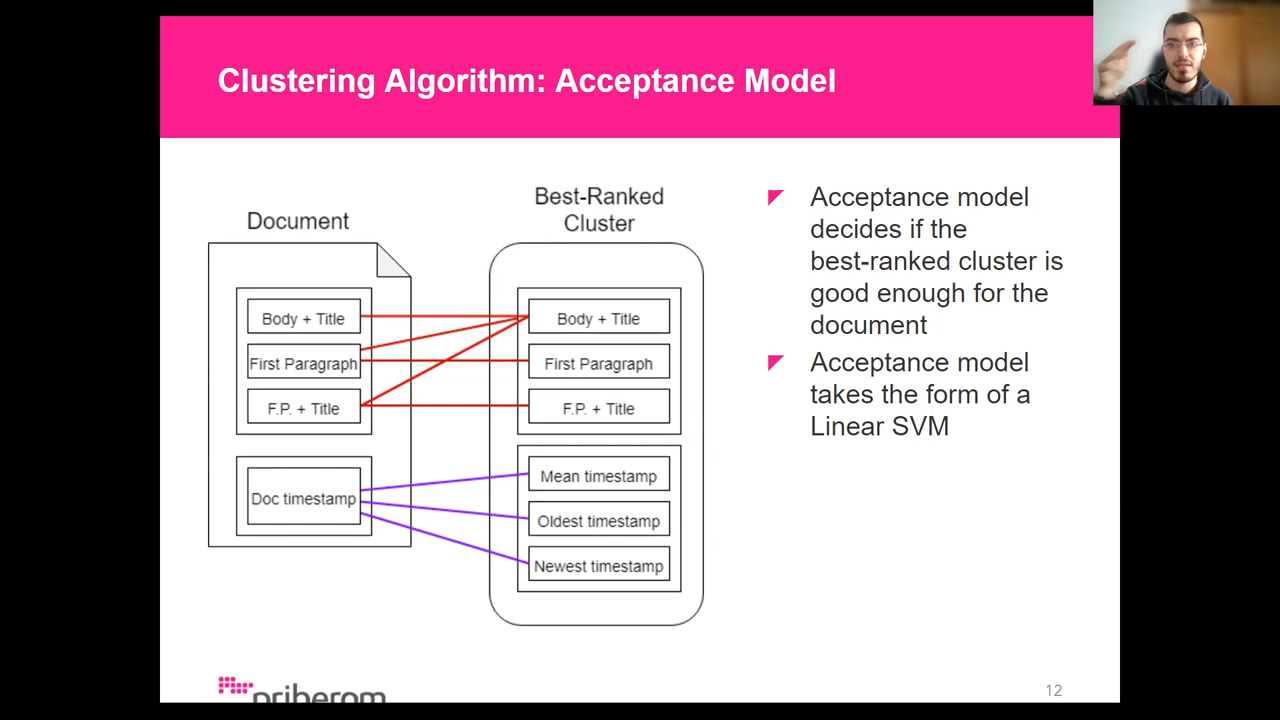 Clustering Algorithm: Acceptance Model
Document
Body + Title
First Paragraph
F.P. + Title
Doc timestamp
Best-Ranked
Cluster
Body + Title
First Paragraph
F.P. + Title
Mean timestamp
Oldest timestamp
Newest timestamp
Acceptance model
decides if the
best-ranked cluster is
good enough for the
document
Acceptance model
takes the form of a
Linear SVM
priberam
12